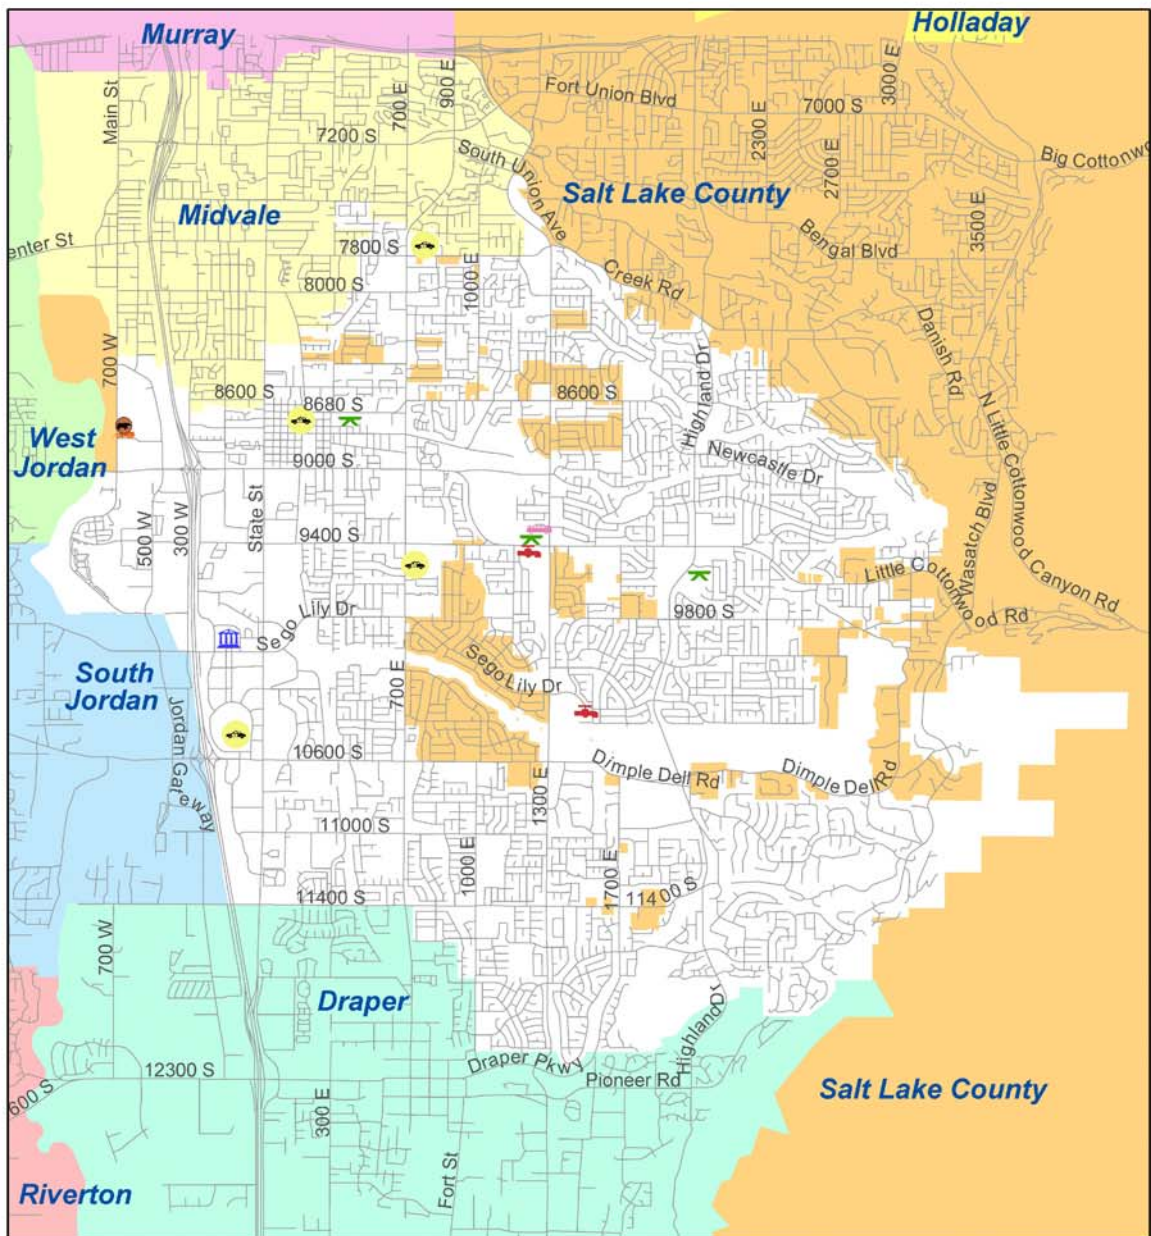 Murray
Holladay
Main St
700 E
900 E
Fort Union Blvd
3000 E
7000 S
7200 S
2300 E
2700 E
Big Cottonwo
South Union Ave
Salt Lake County
Midvale
3500 E
enter St
7800 S
Bengal Blvd
1000 E
8000 S
Creek Rd
Danish Rd
700 W
Highland Dr
8600 S
8600 S
8680 S
N Little Cottonwood Canyon Rd
West
Jordan
9000 S
Newcastle Dr
Wasatch Blvd
State St
500 W
300 W
9400 S
Little Cottonwood Rd
9800 S
Sego Lily Dr
South
Jordan
700 E
Sego Lily Dr
Jordan Gateway
10600 S
Dimple Dell Rd
Dimple Dell Rd
1300 E
11000 S
1000 E
1700 E
11400 S
11400 S
700 W
Draper
Highland Dr
12300 S
Draper Pkwy
Pioneer Rd
Salt Lake County
600 S
300 E
Fort St
Riverton